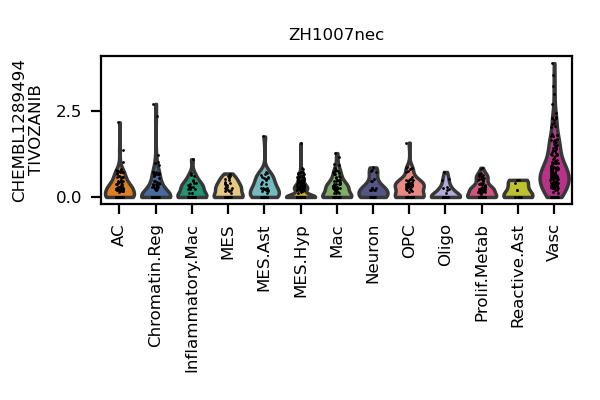 ZH1007nec
CHEMBL1289494
TIVOZANIB
2.5
0.0
AC
Chromatin.Reg
Inflammatory.Mac
MES
MES.Ast
MES.Hyp
Mac
Neuron
OPC
Oligo
Prolif.Metab
Reactive.Ast
Vasc